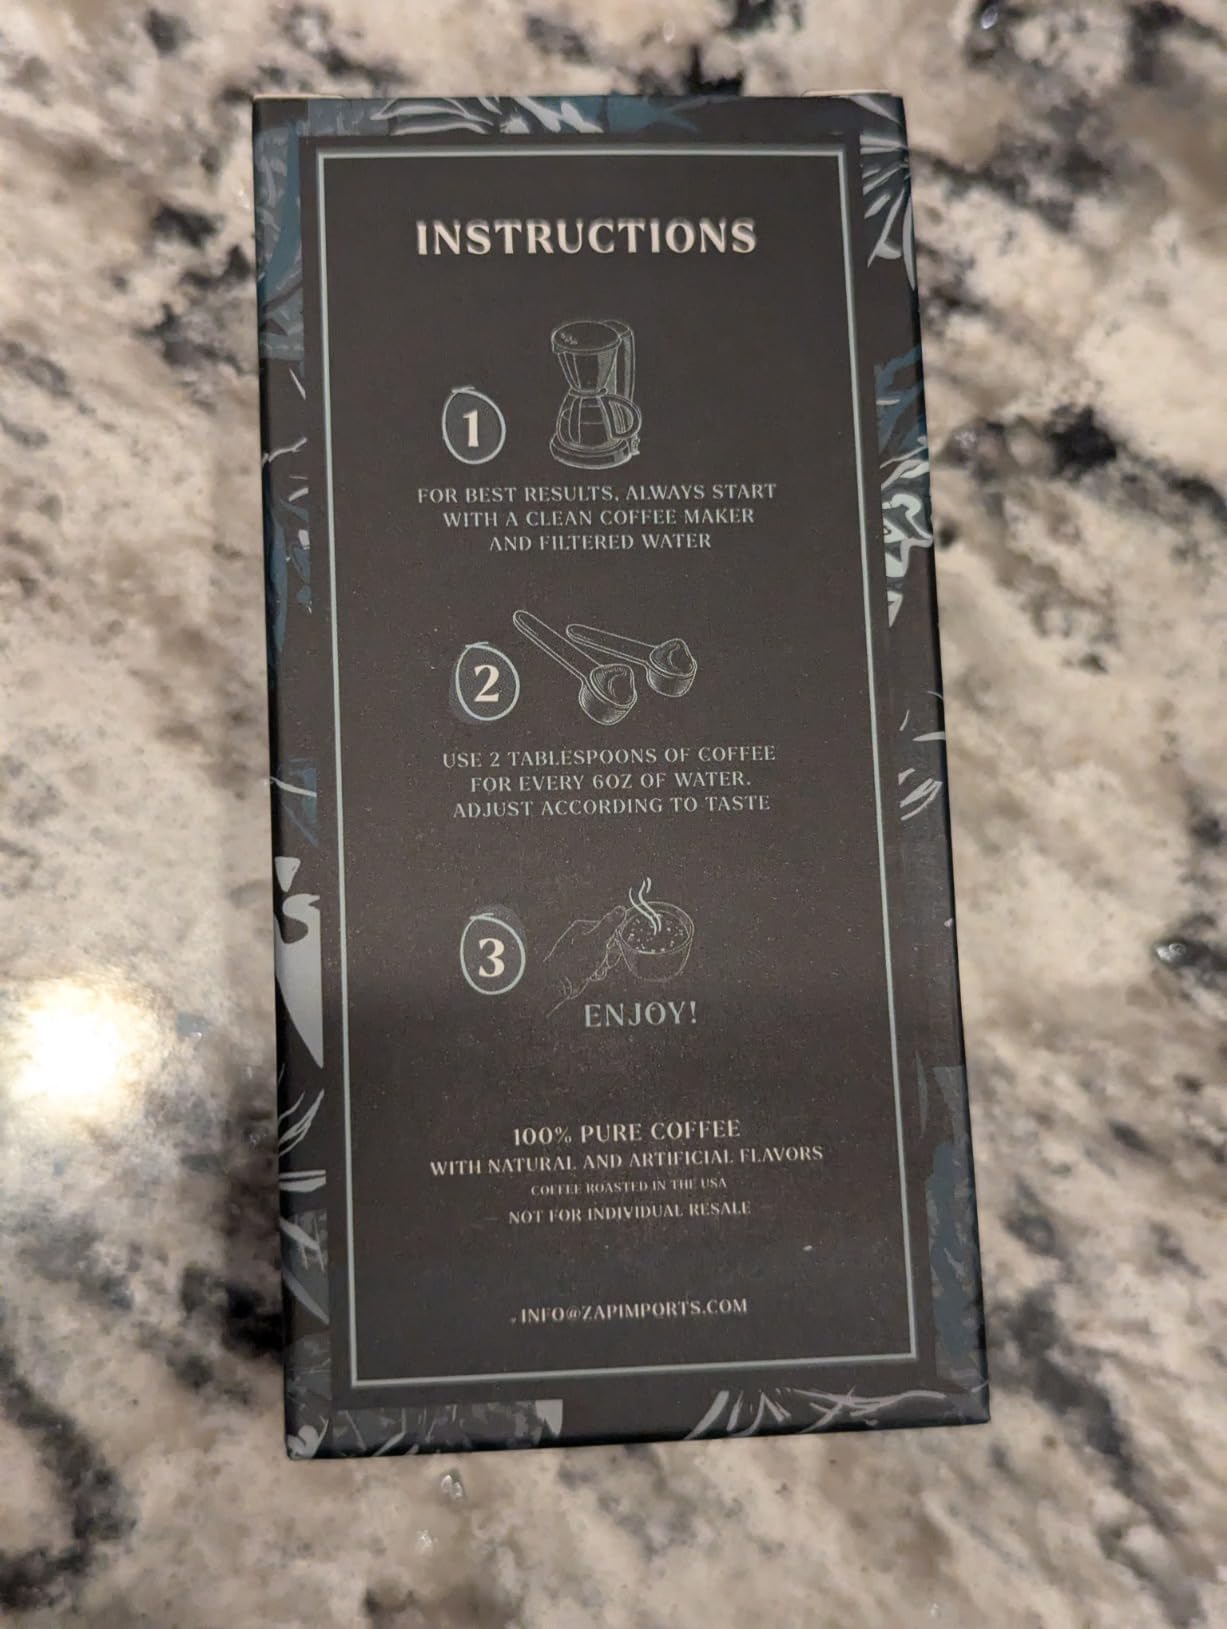 INSTRUCTIONS
1
FOR BEST RESULTS, ALWAYS START
WITH A CLEAN COFFEE MAKER
AND FILTERED WATER
2
USE 2 TABLESPOONS OF COFFEE
FOR EVERY 6OZ OF WATER.
ADJUST ACCORDING TO TASTE
3
ENJOY!
100% PURE COFFEE
WITH NATURAL AND ARTIFICIAL FLAVORS
COFFEE ROASTED IN THE USA
NOT FOR INDIVIDUAL RESALE
INFO@ZAPIMPORTS.COM